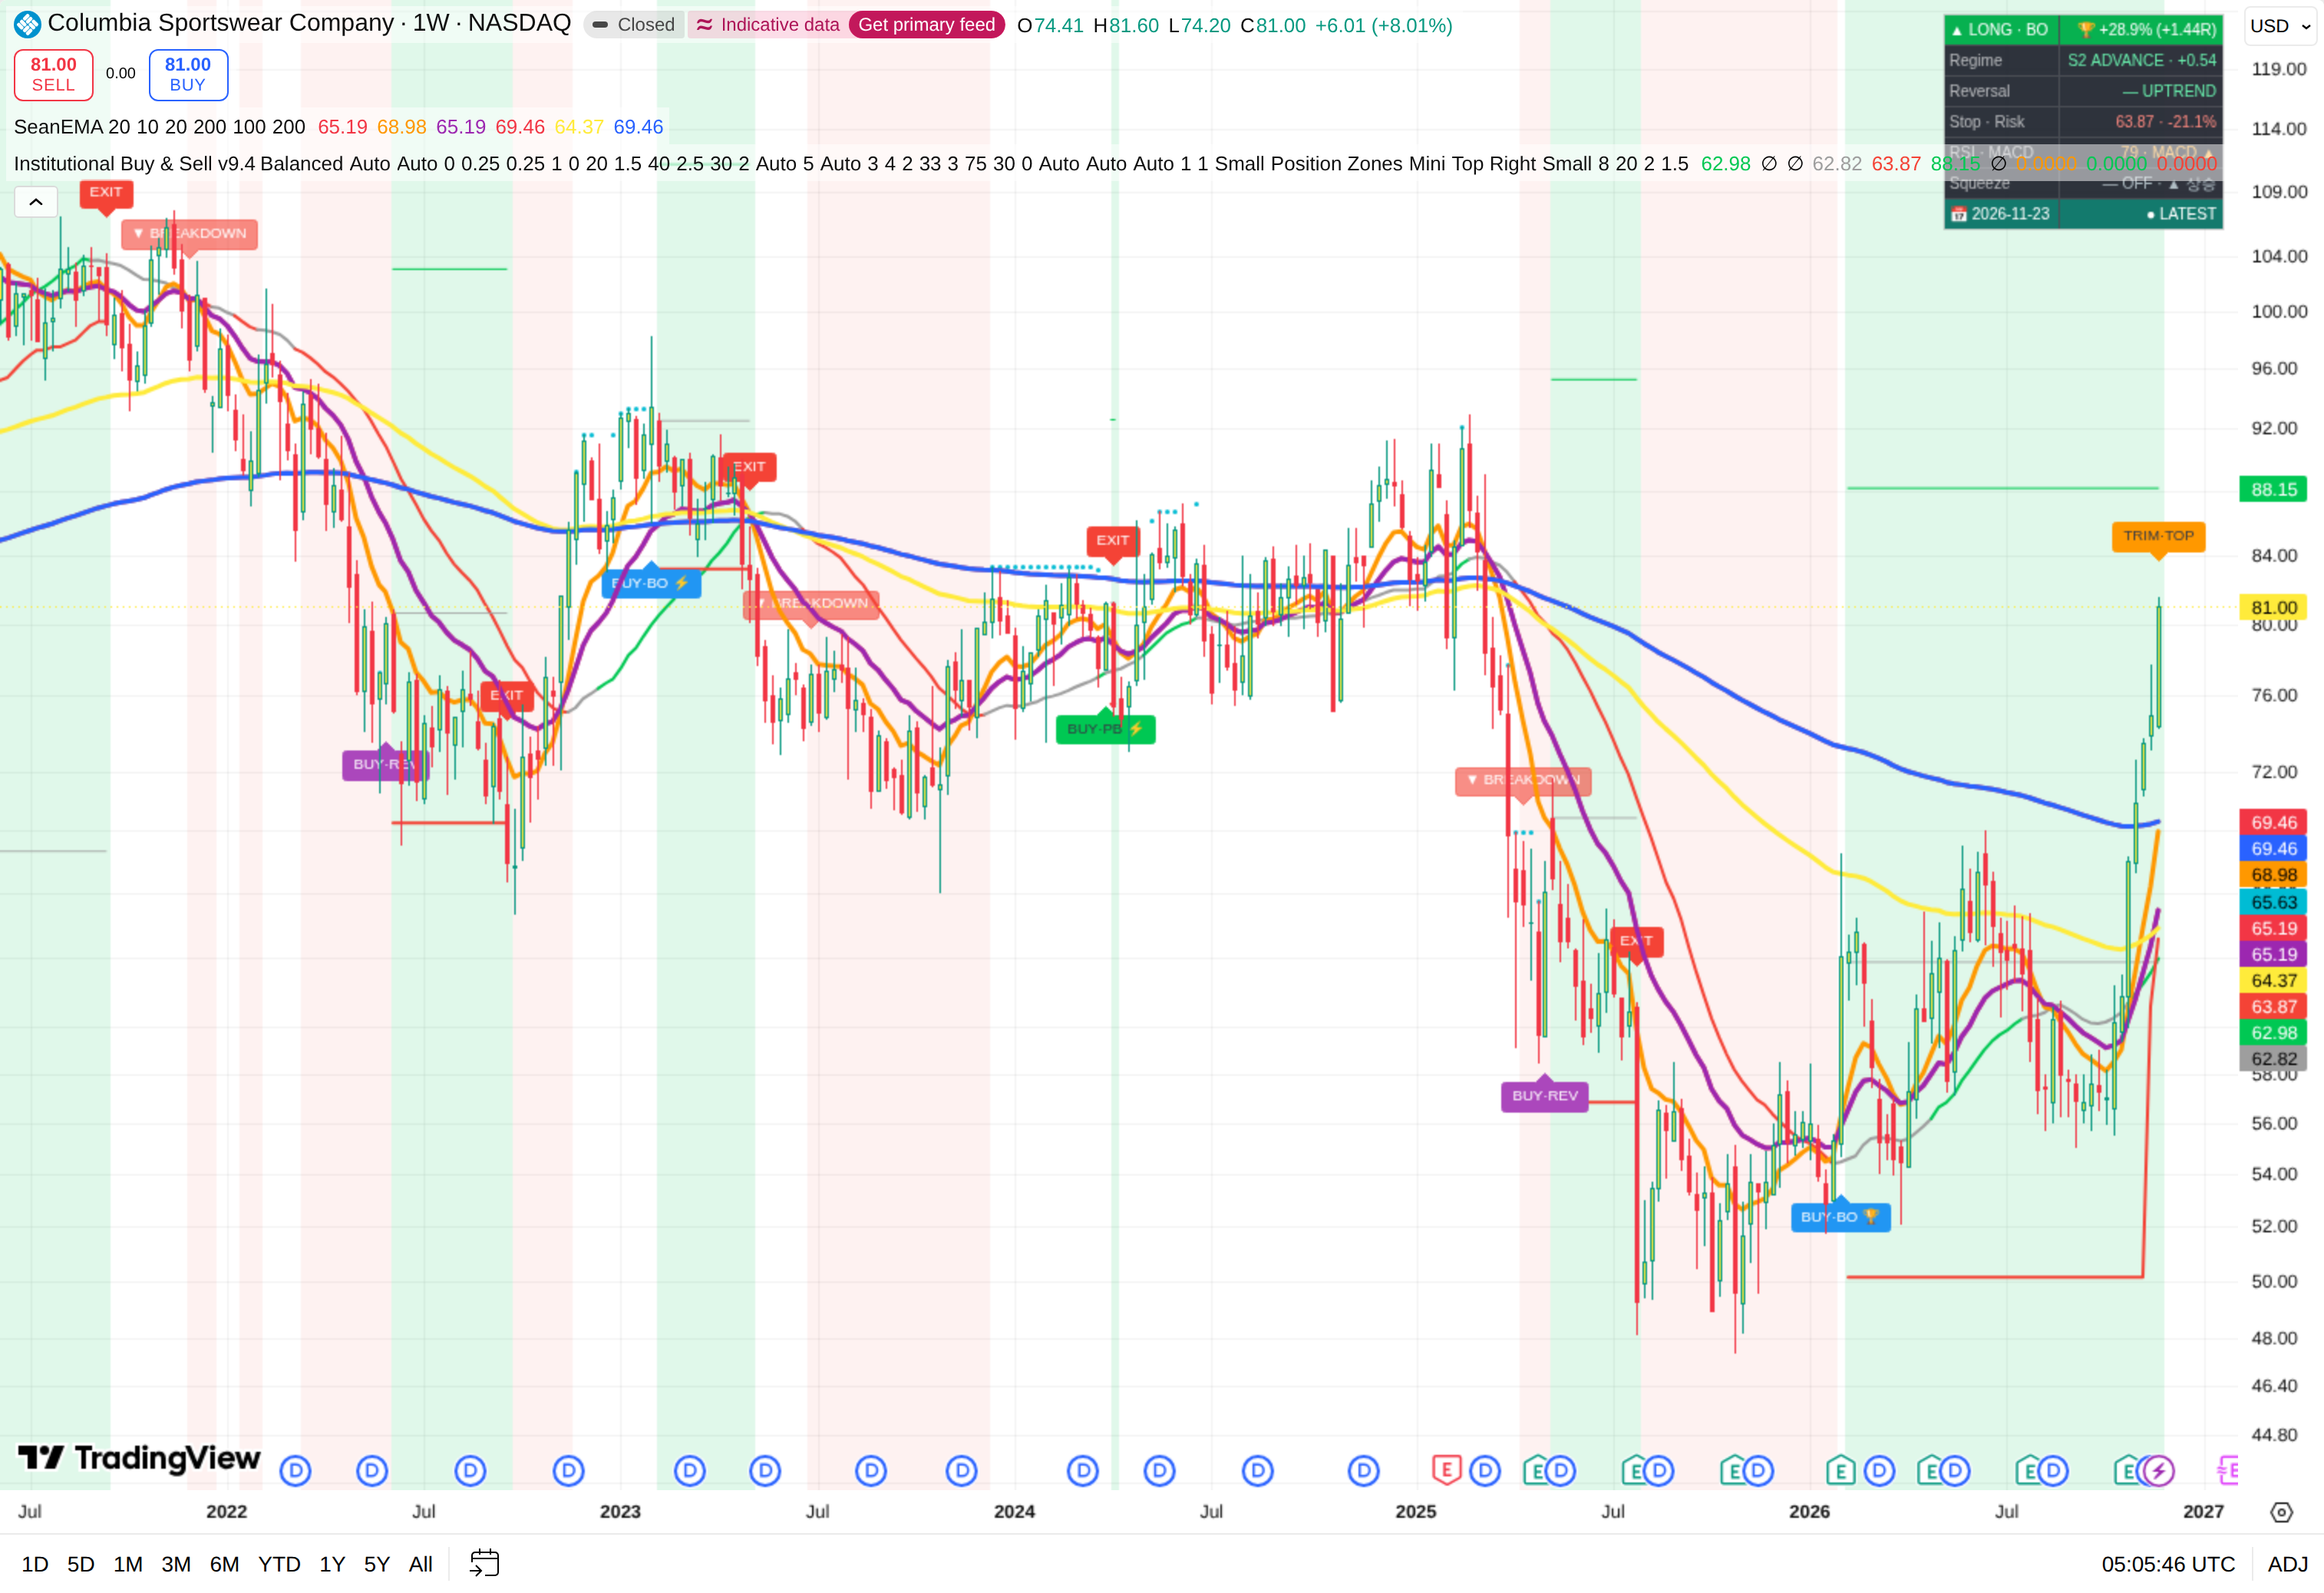 Columbia Sportswear Company · 1W · NASDAQ Closed Indicative data Get primary feed O74.41 H81.60 L74.20 C81.00 +6.01 (+8.01%)
81.00 SELL 0.00 81.00 BUY
SeanEMA 20 10 20 200 100 200 65.19 68.98 65.19 69.46 64.37 69.46
Institutional Buy & Sell v9.4 Balanced Auto Auto 0 0.25 0.25 1 0 20 1.5 40 2.5 30 2 Auto 5 Auto 3 4 2 33 3 75 30 0 Auto Auto Auto 1 1 Small Position Zones Mini Top Right Small 8 20 2 1.5 62.98 ∅ ∅ 62.82 63.87 88.15 ∅ 0.0000 0.0000 0.0000
▲ LONG · BO 🏆 +28.9% (+1.44R)
Regime S2 ADVANCE · +0.54
Reversal — UPTREND
Stop · Risk 63.87 · -21.1%
RSI · MACD 79 · MACD ▲
Squeeze — OFF · ▲ 상승
📅 2026-11-23 ● LATEST
USD
119.00
114.00
109.00
104.00
100.00
96.00
92.00
88.15
84.00
81.00
80.00
76.00
72.00
69.46
69.46
68.98
65.63
65.19
65.19
64.37
63.87
62.98
62.82
58.00
56.00
54.00
52.00
50.00
48.00
46.40
44.80
EXIT
▼ BREAKDOWN
BUY-REV
EXIT
BUY-BO ⚡
EXIT
▼ BREAKDOWN
EXIT
BUY-PB ⚡
▼ BREAKDOWN
BUY-REV
EXIT
BUY-BO 🏆
TRIM-TOP
TradingView
D D D D D D D D D D D D E D E D E D E D E D E D E D E E
Jul 2022 Jul 2023 Jul 2024 Jul 2025 Jul 2026 Jul 2027
1D 5D 1M 3M 6M YTD 1Y 5Y All
05:05:46 UTC ADJ